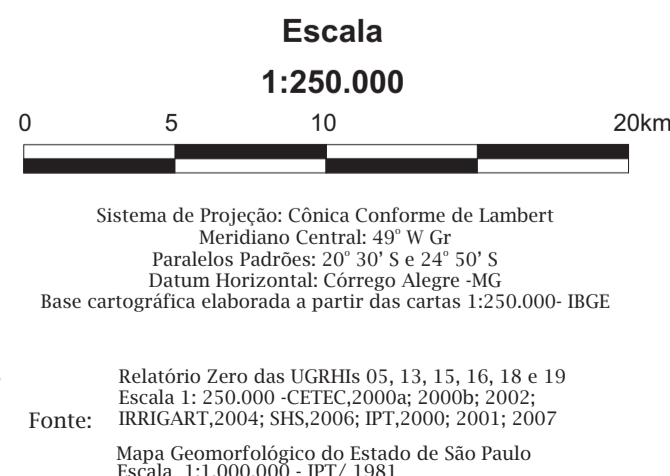 Escala
1:250.000
0 5 10 20km
Sistema de Projeção: Cônica Conforme de Lambert
Meridiano Central: 49° W Gr
Paralelos Padrões: 20° 30’ S e 24° 50’ S
Datum Horizontal: Córrego Alegre -MG
Base cartográfica elaborada a partir das cartas 1:250.000- IBGE
Relatório Zero das UGRHIs 05, 13, 15, 16, 18 e 19
Escala 1: 250.000 -CETEC,2000a; 2000b; 2002;
Fonte: IRRIGART,2004; SHS,2006; IPT,2000; 2001; 2007
Mapa Geomorfológico do Estado de São Paulo
Escala 1:1.000.000 - IPT/ 1981